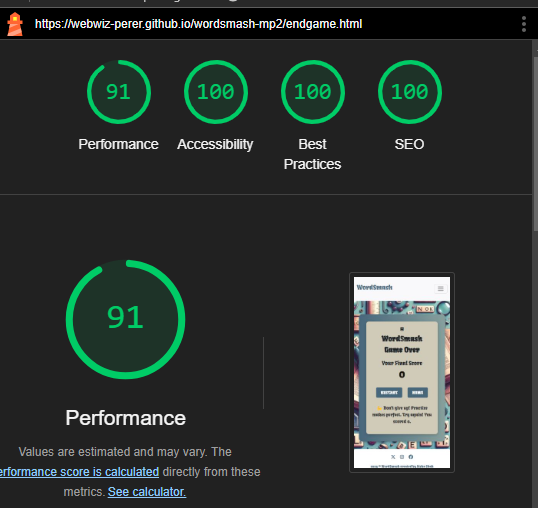 https://webwiz-perer.github.io/wordsmash-mp2/endgame.html
91
100
100
100
Performance
Accessibility
Best
Practices
SEO
91
Performance
Values are estimated and may vary. The
erformance score is calculated directly from these
metrics. See calculator.
WordSmash
WordSmash
Game Over
Your Final Score
0
RESTART
HOME
Don't give up! Practice
makes perfect. Try again! You
scored 0.